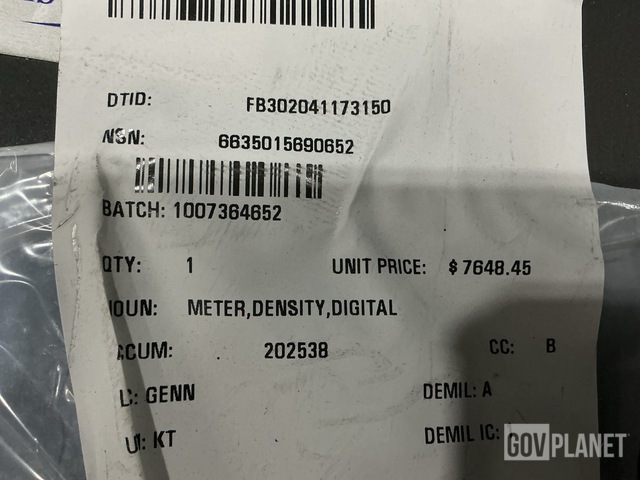 DTID: FB302041173150
NSN: 6635015690652
BATCH: 1007364652
QTY: 1 UNIT PRICE: $ 7648.45
NOUN: METER,DENSITY,DIGITAL
ACCUM: 202538 CC: B
GENN DEMIL: A
UI: KT DEMIL IC:
GOVPLANET